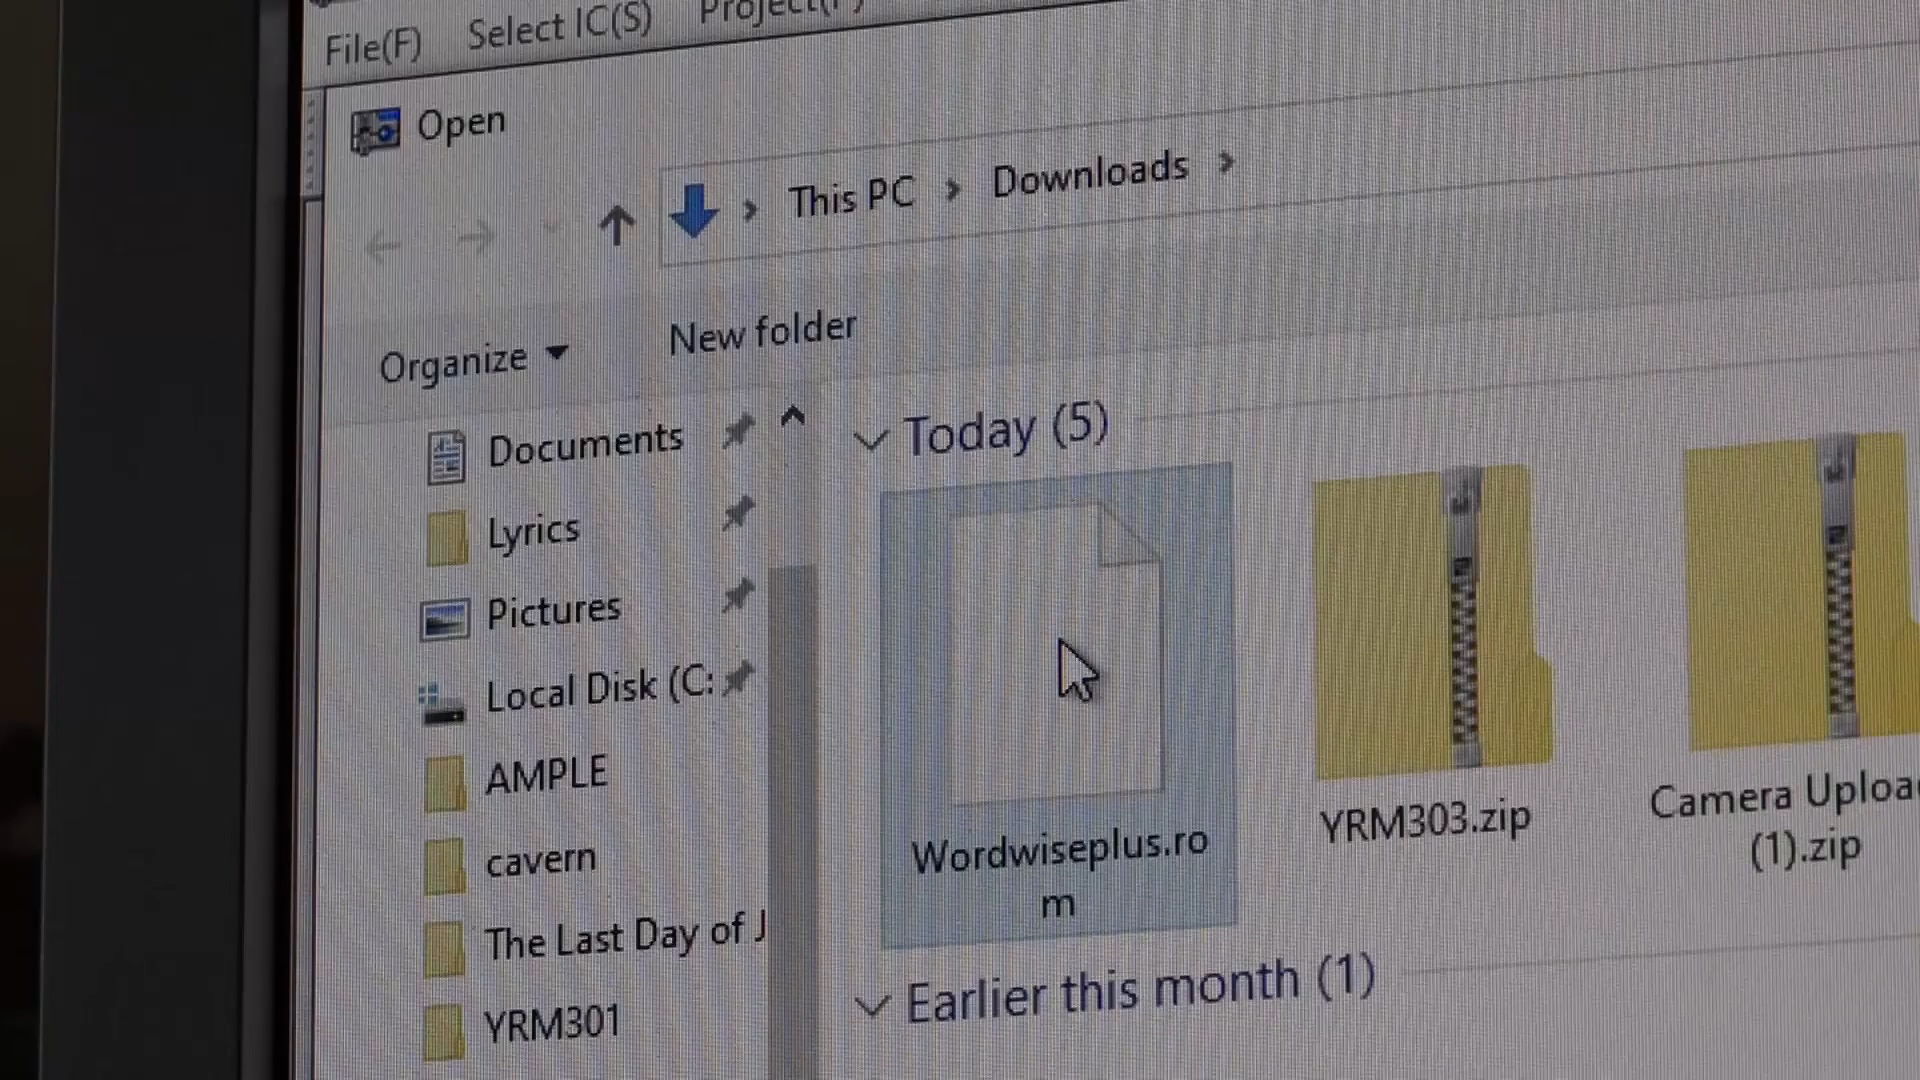 File(F) Select IC(S) Project(P)
Open
This PC Downloads
Organize New folder
Documents
Lyrics
Pictures
Local Disk (C:
AMPLE
cavern
The Last Day of J
YRM301
Today (5)
Wordwiseplus.ro
m
YRM303.zip
Camera Uploa
(1).zip
Earlier this month (1)